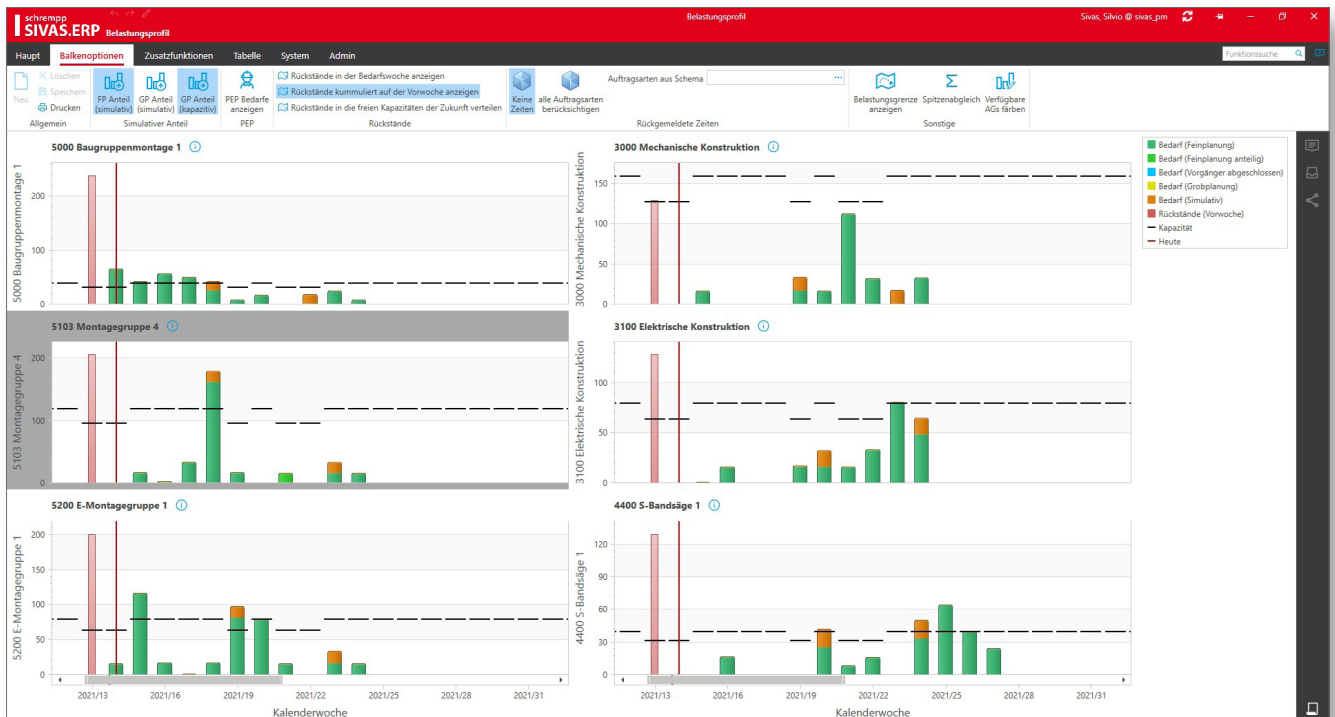 schrempp
SIVAS.ERP Belastungsprofil
Belastungsprofil
Sivas, Silvio @ sivas_pm
Haupt Balkenoptionen Zusatzfunktionen Tabelle System Admin
Funktionssuche
Neu
Löschen
Speichern
Drucken
Allgemein
FP Anteil (simulativ)
GP Anteil (simulativ)
GP Anteil (kapazitiv)
Simulativer Anteil
PEP Bedarfe anzeigen
PEP
Rückstände in der Bedarfswoche anzeigen
Rückstände kummuliert auf der Vorwoche anzeigen
Rückstände in die freien Kapazitäten der Zukunft verteilen
Rückstände
Keine Zeiten
alle Auftragsarten berücksichtigen
Auftragsarten aus Schema ...
Rückgemeldete Zeiten
Belastungsgrenze anzeigen
Spitzenabgleich
Verfügbare AGs färben
Sonstige
5000 Baugruppenmontage 1
5000 Baugruppenmontage 1
200
100
0
3000 Mechanische Konstruktion
3000 Mechanische Konstruktion
150
100
50
0
Bedarf (Feinplanung)
Bedarf (Feinplanung anteilig)
Bedarf (Vorgänger abgeschlossen)
Bedarf (Grobplanung)
Bedarf (Simulativ)
Rückstände (Vorwoche)
Kapazität
Heute
5103 Montagegruppe 4
5103 Montagegruppe 4
200
100
0
3100 Elektrische Konstruktion
3100 Elektrische Konstruktion
100
50
0
5200 E-Montagegruppe 1
5200 E-Montagegruppe 1
200
150
100
50
0
2021/13 2021/16 2021/19 2021/22 2021/25 2021/28 2021/31
Kalenderwoche
4400 S-Bandsäge 1
4400 S-Bandsäge 1
120
90
60
30
0
2021/13 2021/16 2021/19 2021/22 2021/25 2021/28 2021/31
Kalenderwoche